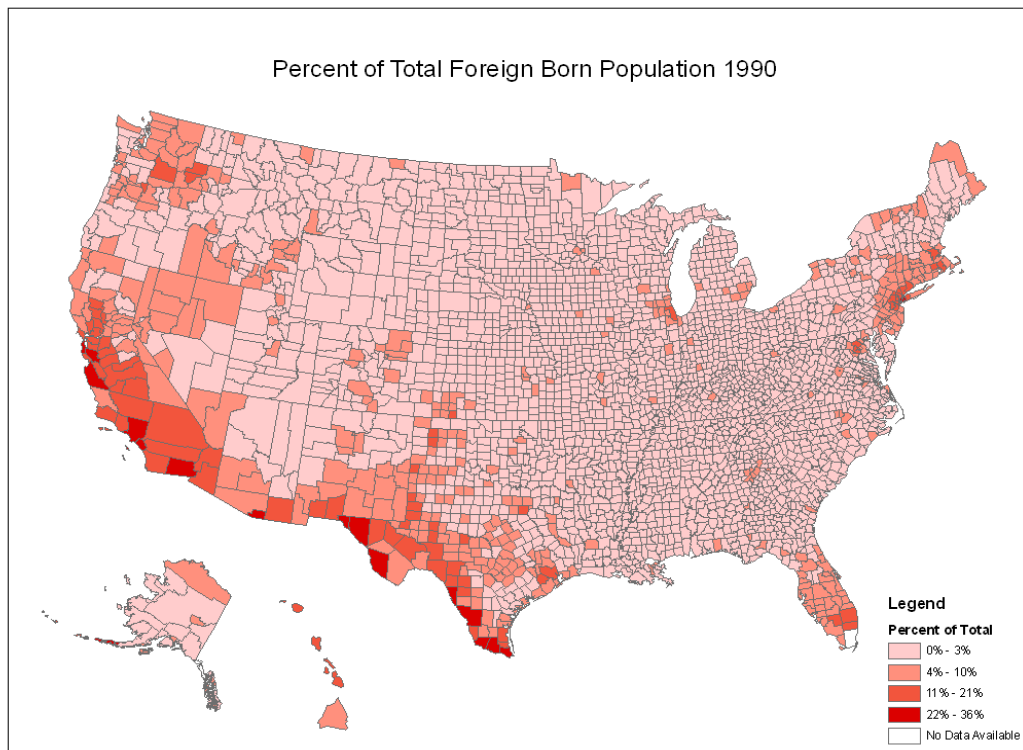 Percent of Total Foreign Born Population 1990
Legend
Percent of Total
0% - 3%
4% - 10%
11% - 21%
22% - 36%
No Data Available